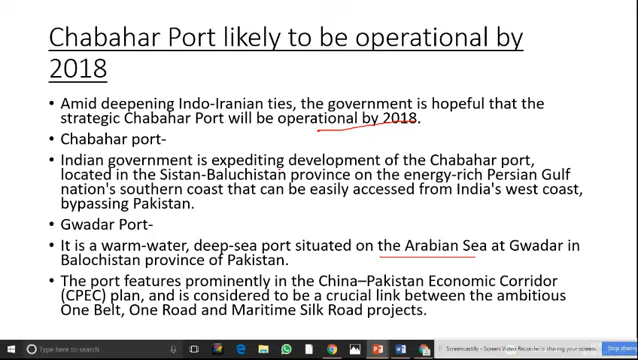 Chabahar Port likely to be operational by
2018
• Amid deepening Indo-Iranian ties, the government is hopeful that the
strategic Chabahar Port will be operational by 2018.
• Chabahar port-
• Indian government is expediting development of the Chabahar port,
located in the Sistan-Baluchistan province on the energy-rich Persian Gulf
nation's southern coast that can be easily accessed from India's west coast,
bypassing Pakistan.
• Gwadar Port-
• It is a warm-water, deep-sea port situated on the Arabian Sea at Gwadar in
Balochistan province of Pakistan.
• The port features prominently in the China–Pakistan Economic Corridor
(CPEC) plan, and is considered to be a crucial link between the ambitious
One Belt, One Road and Maritime Silk Road projects.
Type here to search
Screencastify - Screen Video Recorder is sharing your screen.
Stop shar